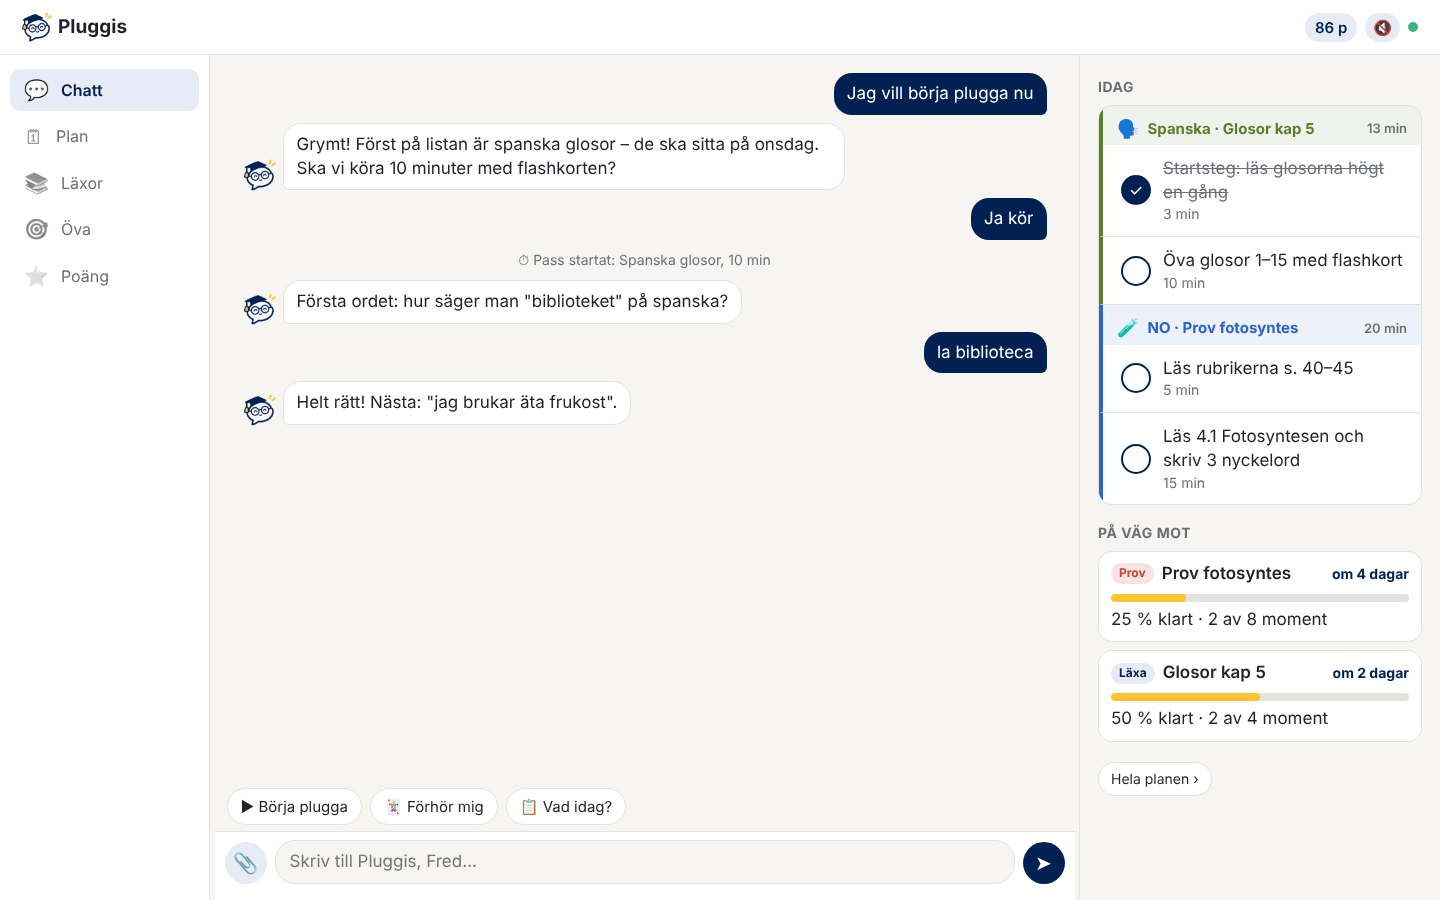 Pluggis
86 p
Chatt
Plan
Läxor
Öva
Poäng
Jag vill börja plugga nu
Grymt! Först på listan är spanska glosor – de ska sitta på onsdag.
Ska vi köra 10 minuter med flashkorten?
Ja kör
Pass startat: Spanska glosor, 10 min
Första ordet: hur säger man "biblioteket" på spanska?
la biblioteca
Helt rätt! Nästa: "jag brukar äta frukost".
Börja plugga
Förhör mig
Vad idag?
Skriv till Pluggis, Fred...
IDAG
Spanska · Glosor kap 5 13 min
Startsteg: läs glosorna högt
en gång
3 min
Öva glosor 1–15 med flashkort
10 min
NO · Prov fotosyntes 20 min
Läs rubrikerna s. 40–45
5 min
Läs 4.1 Fotosyntesen och
skriv 3 nyckelord
15 min
PÅ VÄG MOT
Prov Prov fotosyntes om 4 dagar
25 % klart · 2 av 8 moment
Läxa Glosor kap 5 om 2 dagar
50 % klart · 2 av 4 moment
Hela planen ›